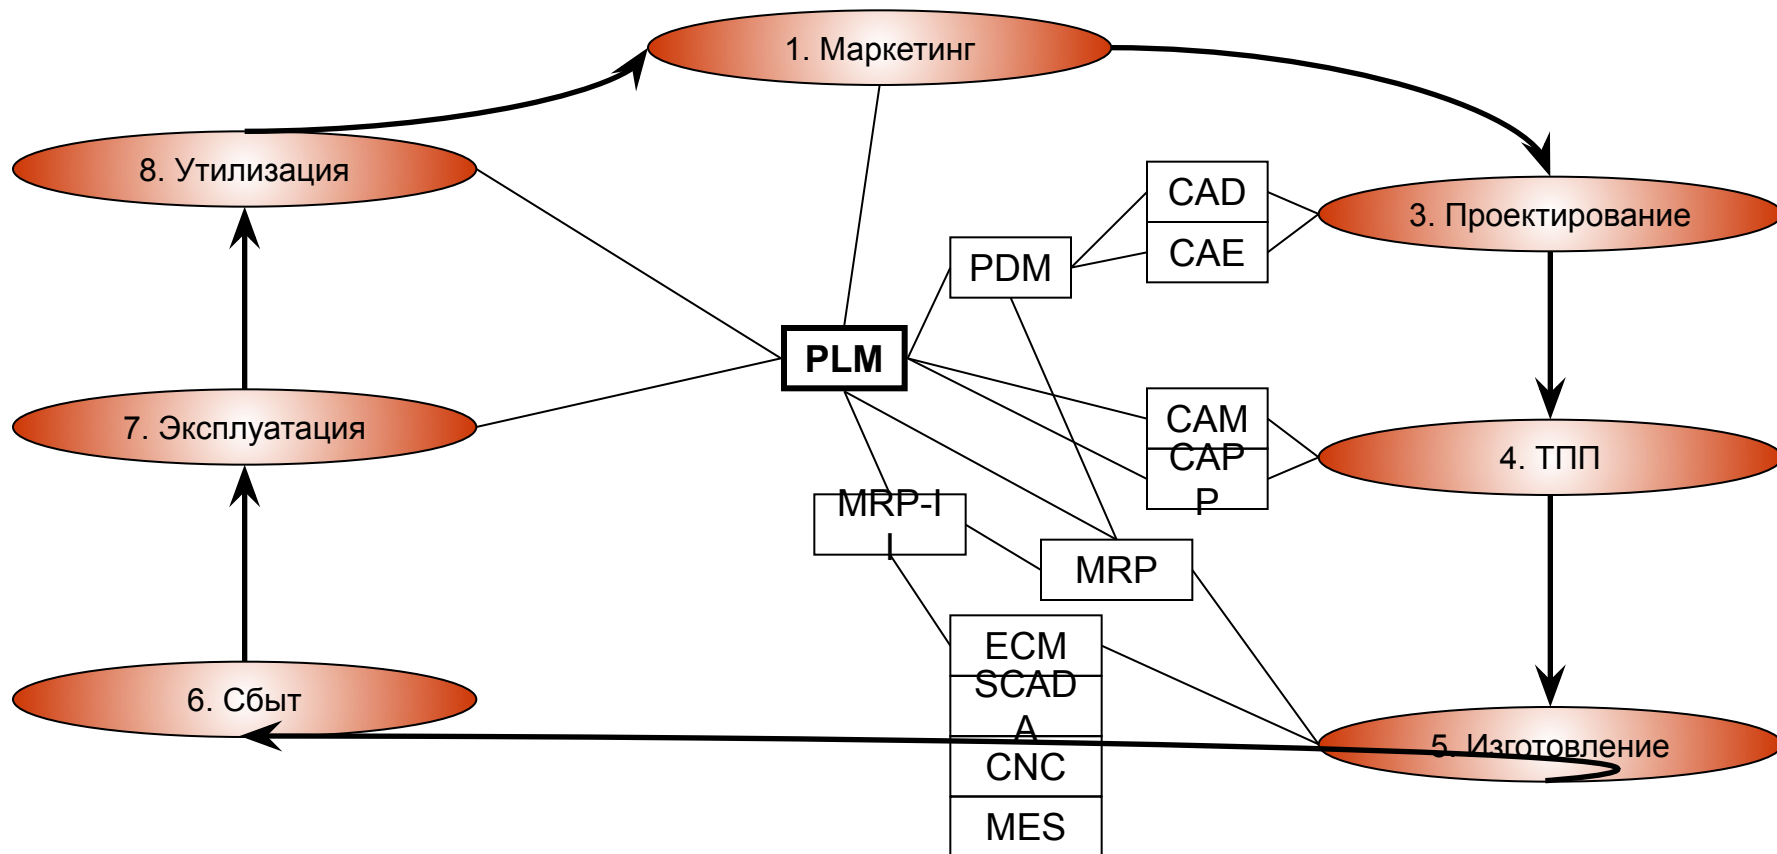 1. Маркетинг
8. Утилизация
CAD
3. Проектирование
CAE
PDM
PLM
CAM
7. Эксплуатация
CAP
P
4. ТПП
MRP-I
I
MRP
ECM
6. Сбыт
SCAD
A
5. Изготовление
CNC
MES